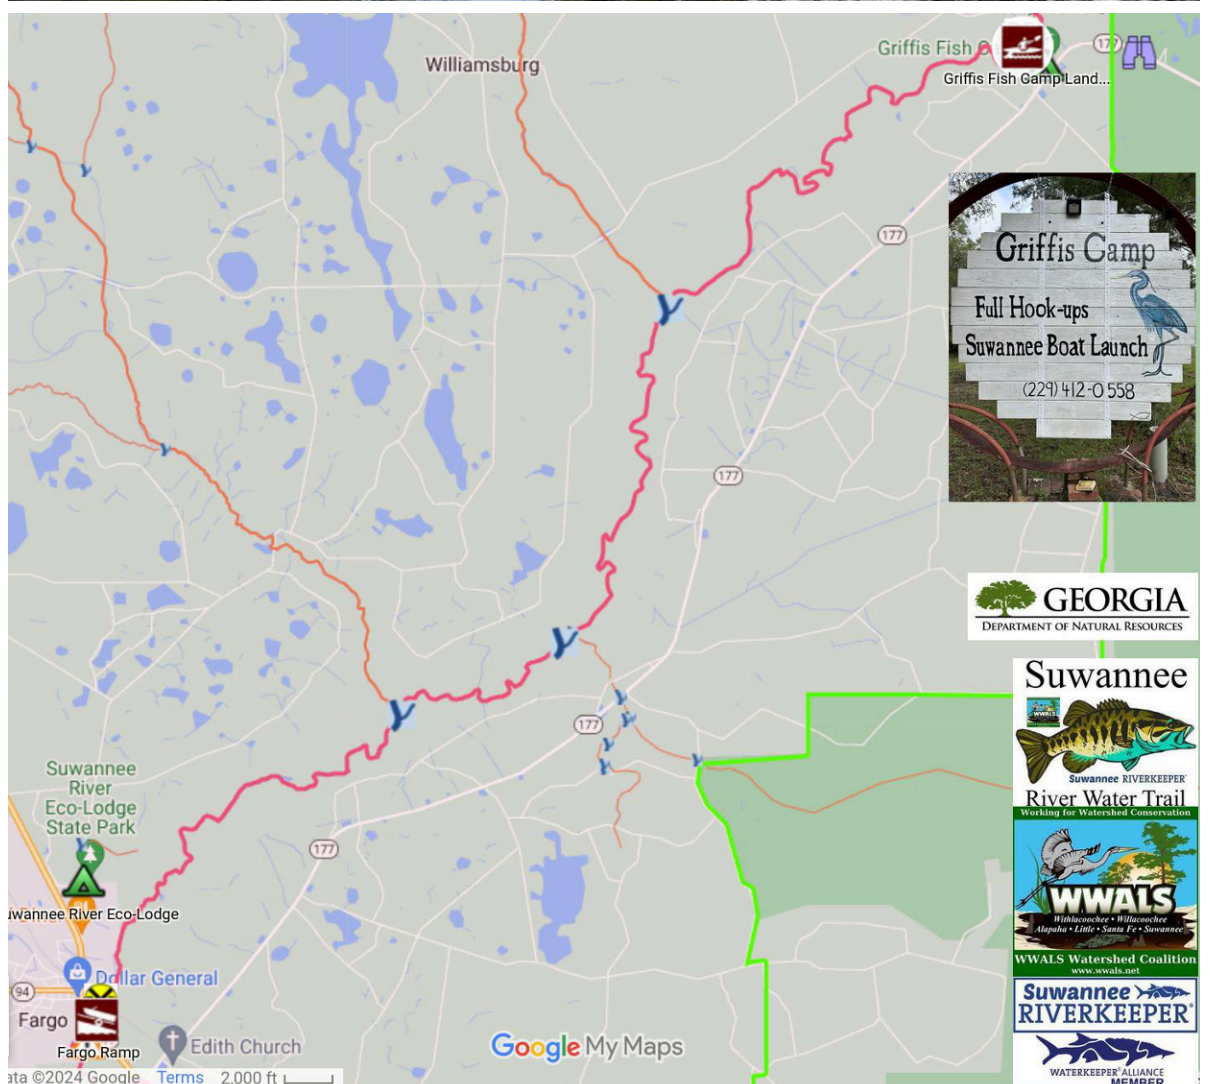 Williamsburg
Griffis Fish C
177
Griffis Fish Camp Land...
177
Griffis Camp
Full Hook-ups
Suwannee Boat Launch
(229) 412-0558
177
GEORGIA
DEPARTMENT OF NATURAL RESOURCES
177
Suwannee
River
Eco-Lodge
State Park
177
uwannee River Eco-Lodge
Dollar General
94
Fargo
Fargo Ramp
Edith Church
Google My Maps
ata ©2024 Google
Terms
2,000 ft
Suwannee
WWALS
Suwannee RIVERKEEPER®
River Water Trail
Working for Watershed Conservation
WWALS
Withlacoochee • Willacoochee
Alapaha • Little • Santa Fe • Suwannee
WWALS Watershed Coalition
www.wwals.net
Suwannee
RIVERKEEPER®
WATERKEEPER® ALLIANCE
MEMBER